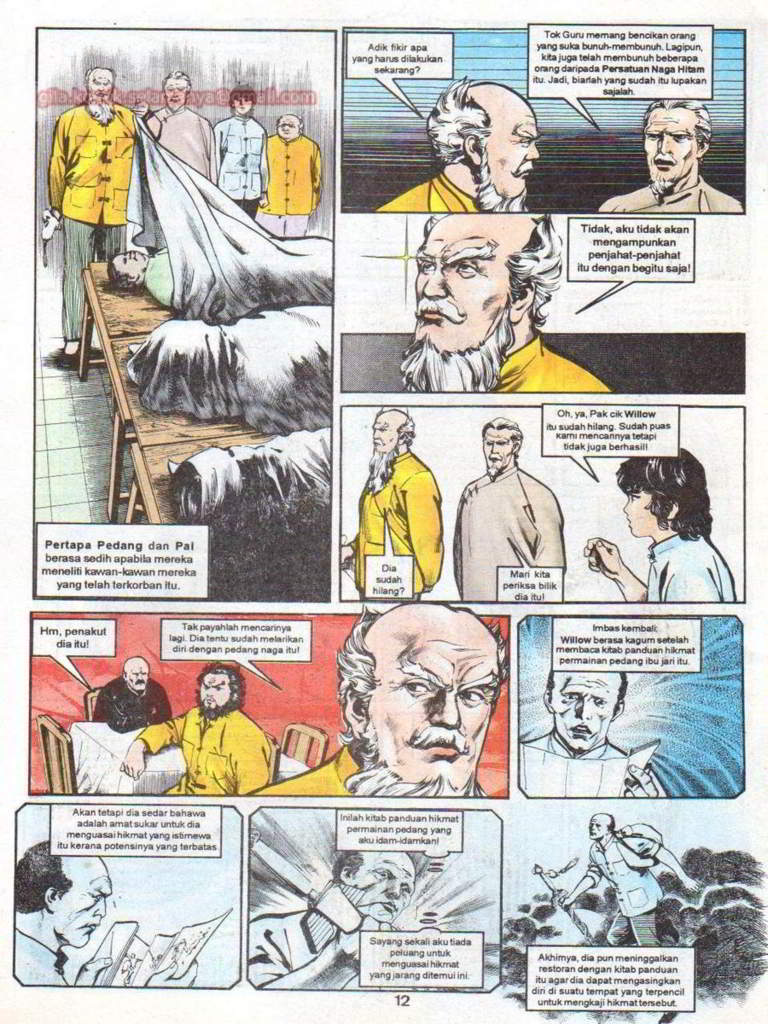 Adik fikir apa
yang harus dilakukan
sekarang?
Tok Guru memang bencikan orang
yang suka bunuh-membunuh. Lagipun,
kita juga telah membunuh beberapa
orang daripada Persatuan Naga Hitam
itu. Jadi, biarlah yang sudah itu lupakan
sajalah.
Tidak, aku tidak akan
mengampunkan
penjahat-penjahat
itu dengan begitu saja!
Pertapa Pedang dan Pai
berasa sedih apabila mereka
meneliti kawan-kawan mereka
yang telah terkorban itu.
Oh, ya, Pak cik Willow
itu sudah hilang. Sudah puas
kami mencarinya tetapi
tidak juga berhasil!
Dia
sudah
hilang?
Mari kita
periksa bilik
dia itu!
Hm, penakut
dia itu!
Tak payahlah mencarinya
lagi. Dia tentu sudah melarikan
diri dengan pedang naga itu!
Imbas kembali;
Willow berasa kagum setelah
membaca kitab panduan hikmat
permainan pedang ibu jari itu.
Akan tetapi dia sedar bahawa
adalah amat sukar untuk dia
menguasai hikmat yang istimewa
itu kerana potensinya yang terbatas
Inilah kitab panduan hikmat
permainan pedang yang
aku idam-idamkan!
Sayang sekali aku tiada
peluang untuk
menguasai hikmat
yang jarang ditemui ini.
Akhirnya, dia pun meninggalkan
restoran dengan kitab panduan
itu agar dia dapat mengasingkan
diri di suatu tempat yang terpencil
untuk mengkaji hikmat tersebut.
12